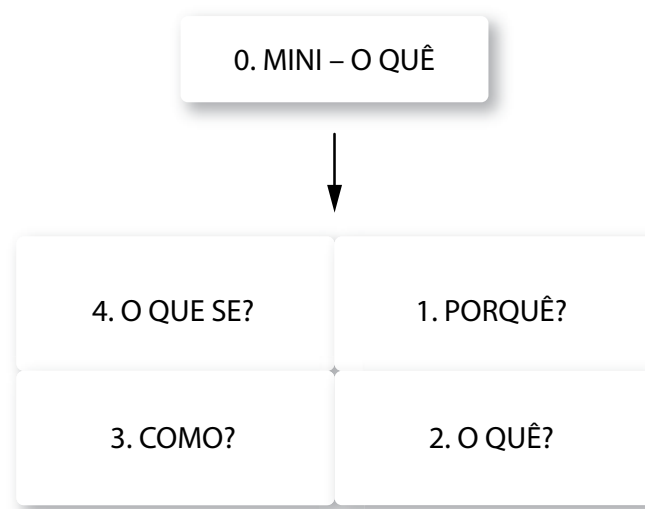 0. MINI – O QUÊ
4. O QUE SE?
1. PORQUÊ?
3. COMO?
2. O QUÊ?